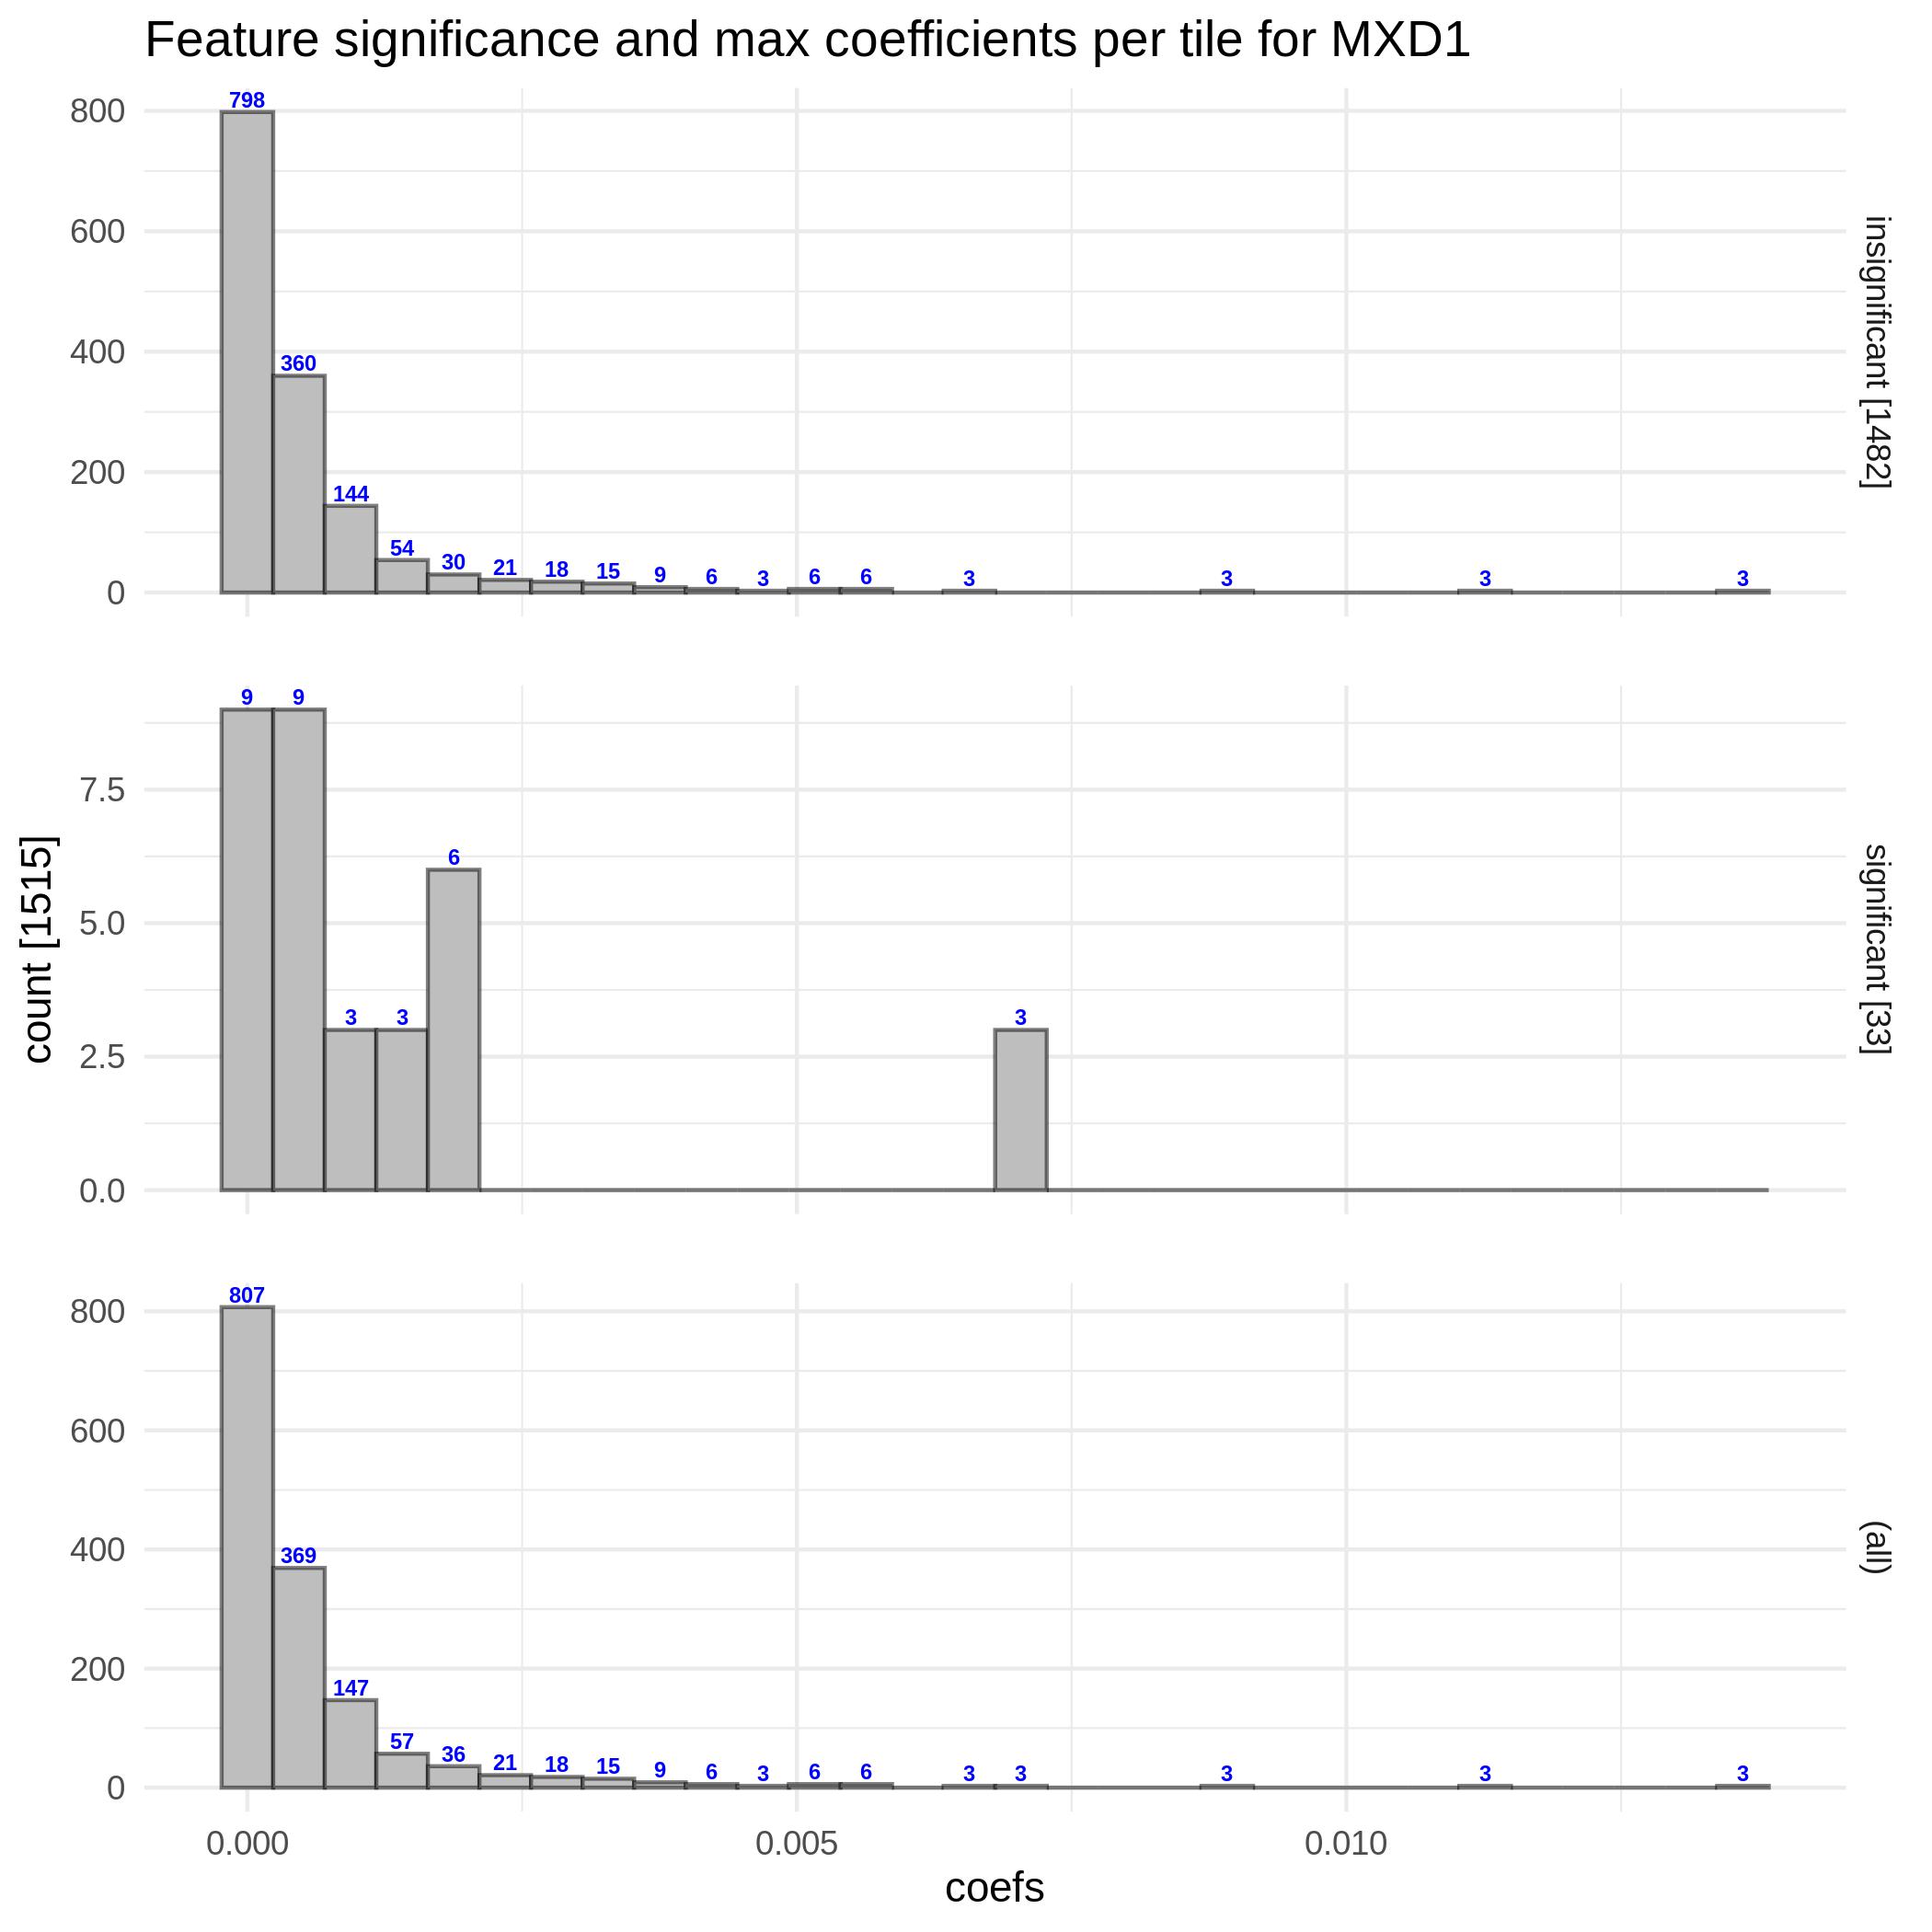 Feature significance and max coefficients per tile for MXD1
798
800
600
360
400
144
200
54 30 21 18 15 9 6 3 6 6 3 3 3 3
0
insignificant [1482]
9 9
7.5
6
5.0
3 3 3
2.5
0.0
significant [33]
count [1515]
807
800
600
369
400
147
200
57 36 21 18 15 9 6 3 6 6 3 3 3 3 3
0
(all)
0.000 0.005 0.010
coefs